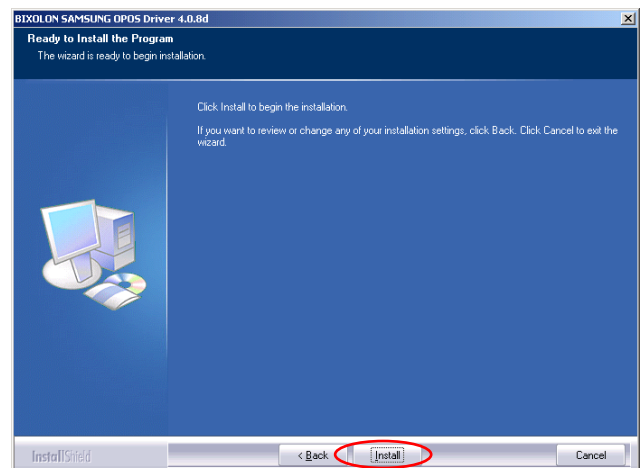 BIXOLON SAMSUNG OPOS Driver 4.0.8d
Ready to Install the Program
The wizard is ready to begin installation.
Click Install to begin the installation.
If you want to review or change any of your installation settings, click Back. Click Cancel to exit the
wizard.
InstallShield
< Back
Install
Cancel